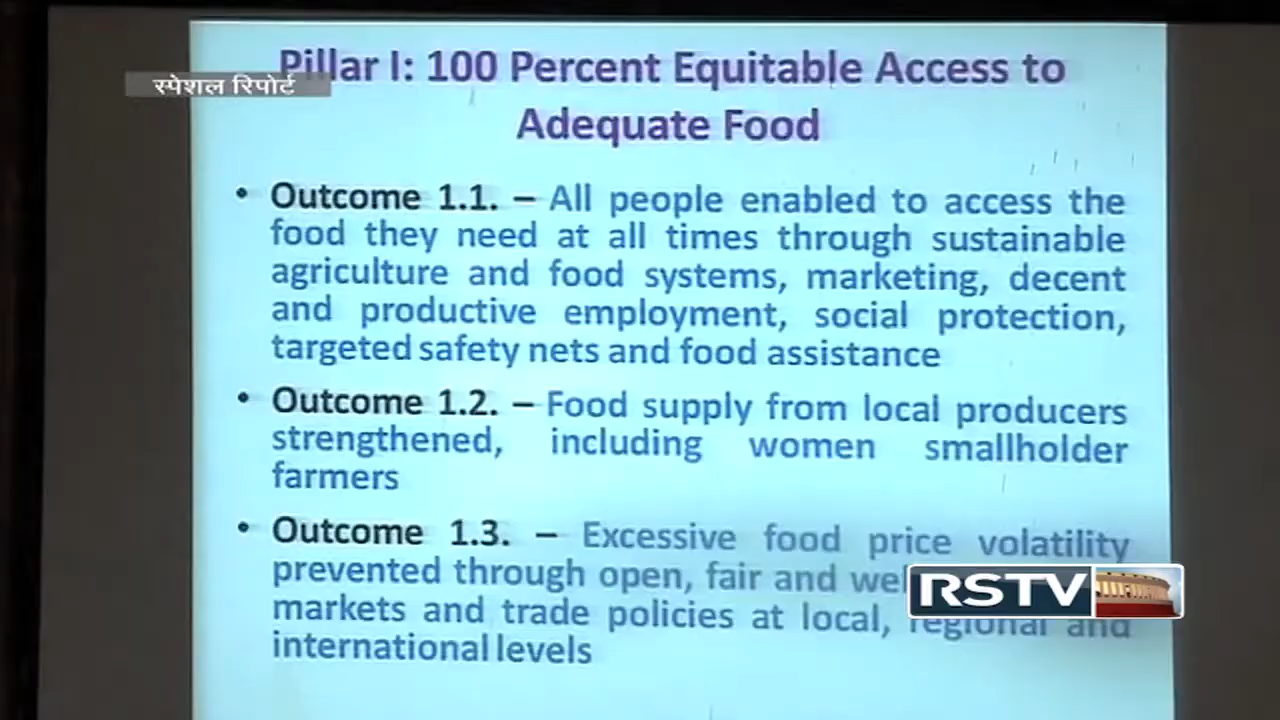 Pillar I: 100 Percent Equitable Access to
स्पेशल रिपोर्ट
Adequate Food
• Outcome 1.1. – All people enabled to access the
food they need at all times through sustainable
agriculture and food systems, marketing, decent
and productive employment, social protection,
targeted safety nets and food assistance
• Outcome 1.2. – Food supply from local producers
strengthened, including women smallholder
farmers
• Outcome 1.3. – Excessive food price volatility
prevented through open, fair and
RSTV
markets and trade policies at local, regional and
international levels